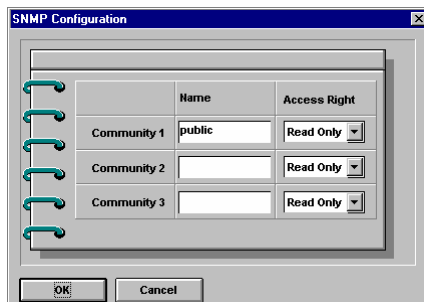 SNMP Configuration
Name Access Right
Community 1 public Read Only
Community 2 Read Only
Community 3 Read Only
OK Cancel